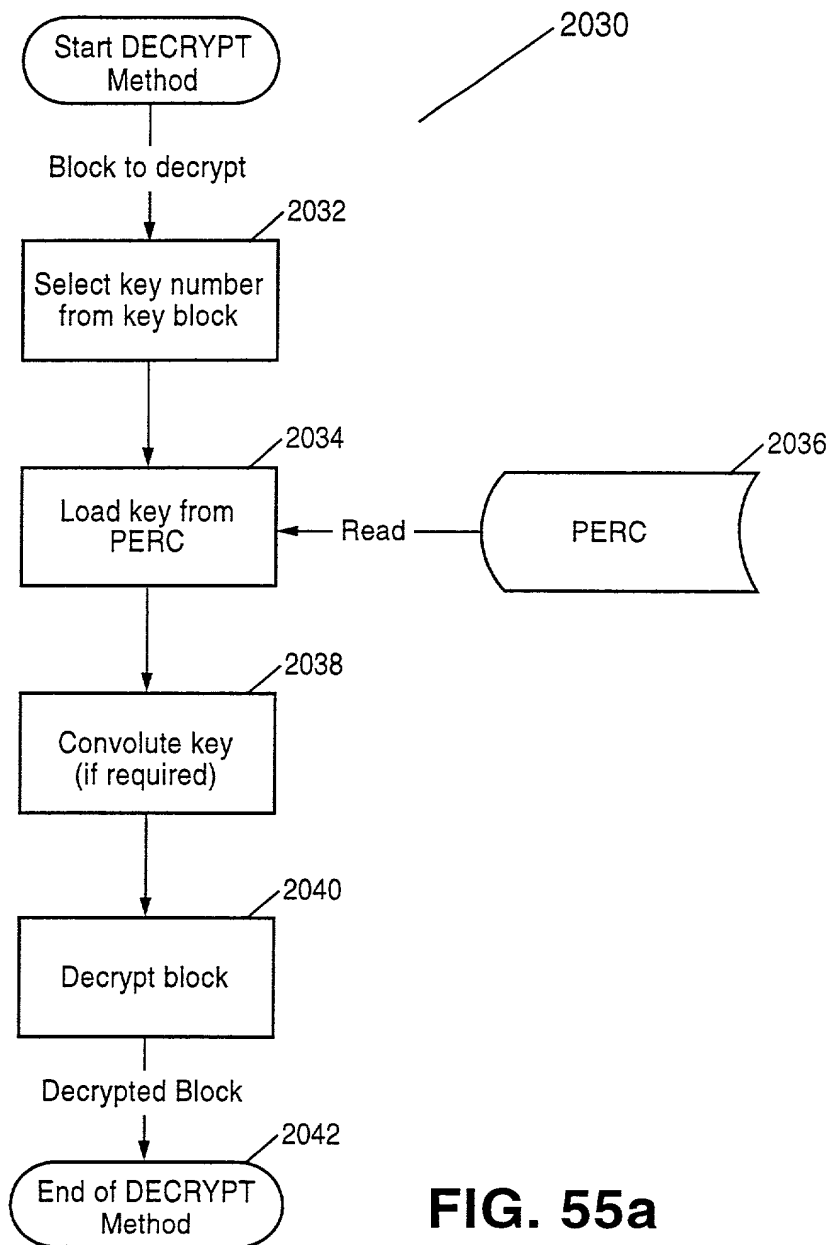 2030
Start DECRYPT
Method
Block to decrypt
2032
Select key number
from key block
2034
Load key from
PERC
Read
2036
PERC
2038
Convolute key
(if required)
2040
Decrypt block
Decrypted Block
2042
End of DECRYPT
Method
FIG. 55a